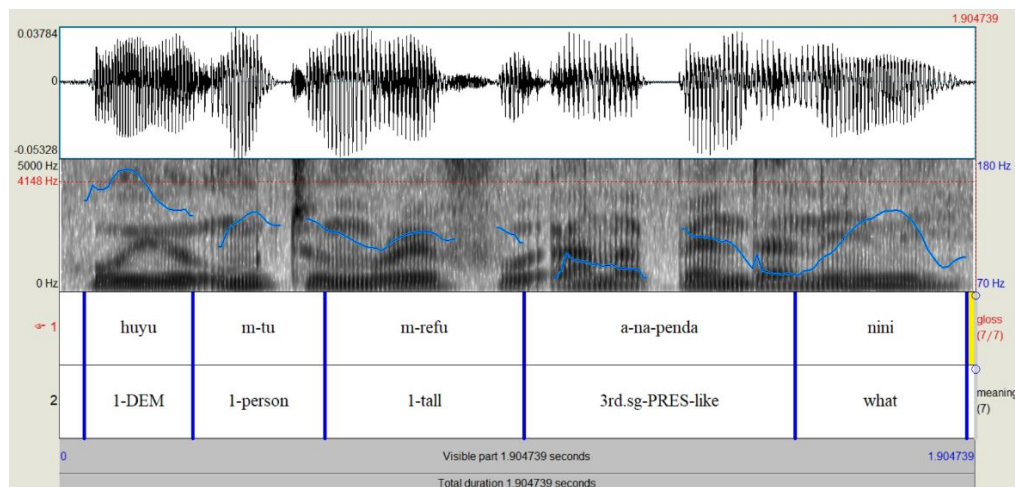 1.904739
0.03784
0
-0.05328
5000 Hz 180 Hz
4148 Hz
0 Hz 70 Hz
1 huyu m-tu m-refu a-na-penda nini gloss
(7/7)
2 1-DEM 1-person 1-tall 3rd.sg-PRES-like what meaning
(7)
0 Visible part 1.904739 seconds 1.904739
Total duration 1.904739 seconds